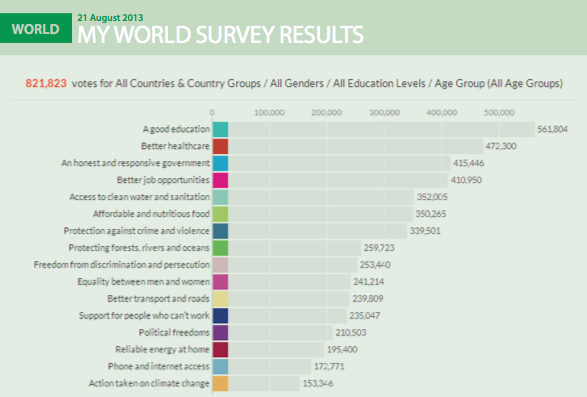 WORLD
21 August 2013
MY WORLD SURVEY RESULTS
821,823 votes for All Countries & Country Groups / All Genders / All Education Levels / Age Group (All Age Groups)
0 100,000 200,000 300,000 400,000 500,000
A good education 561,804
Better healthcare 472,300
An honest and responsive government 415,446
Better job opportunities 410,950
Access to clean water and sanitation 352,005
Affordable and nutritious food 350,265
Protection against crime and violence 339,501
Protecting forests, rivers and oceans 259,723
Freedom from discrimination and persecution 253,440
Equality between men and women 241,214
Better transport and roads 239,809
Support for people who can't work 235,047
Political freedoms 210,503
Reliable energy at home 195,400
Phone and internet access 172,771
Action taken on climate change 153,346